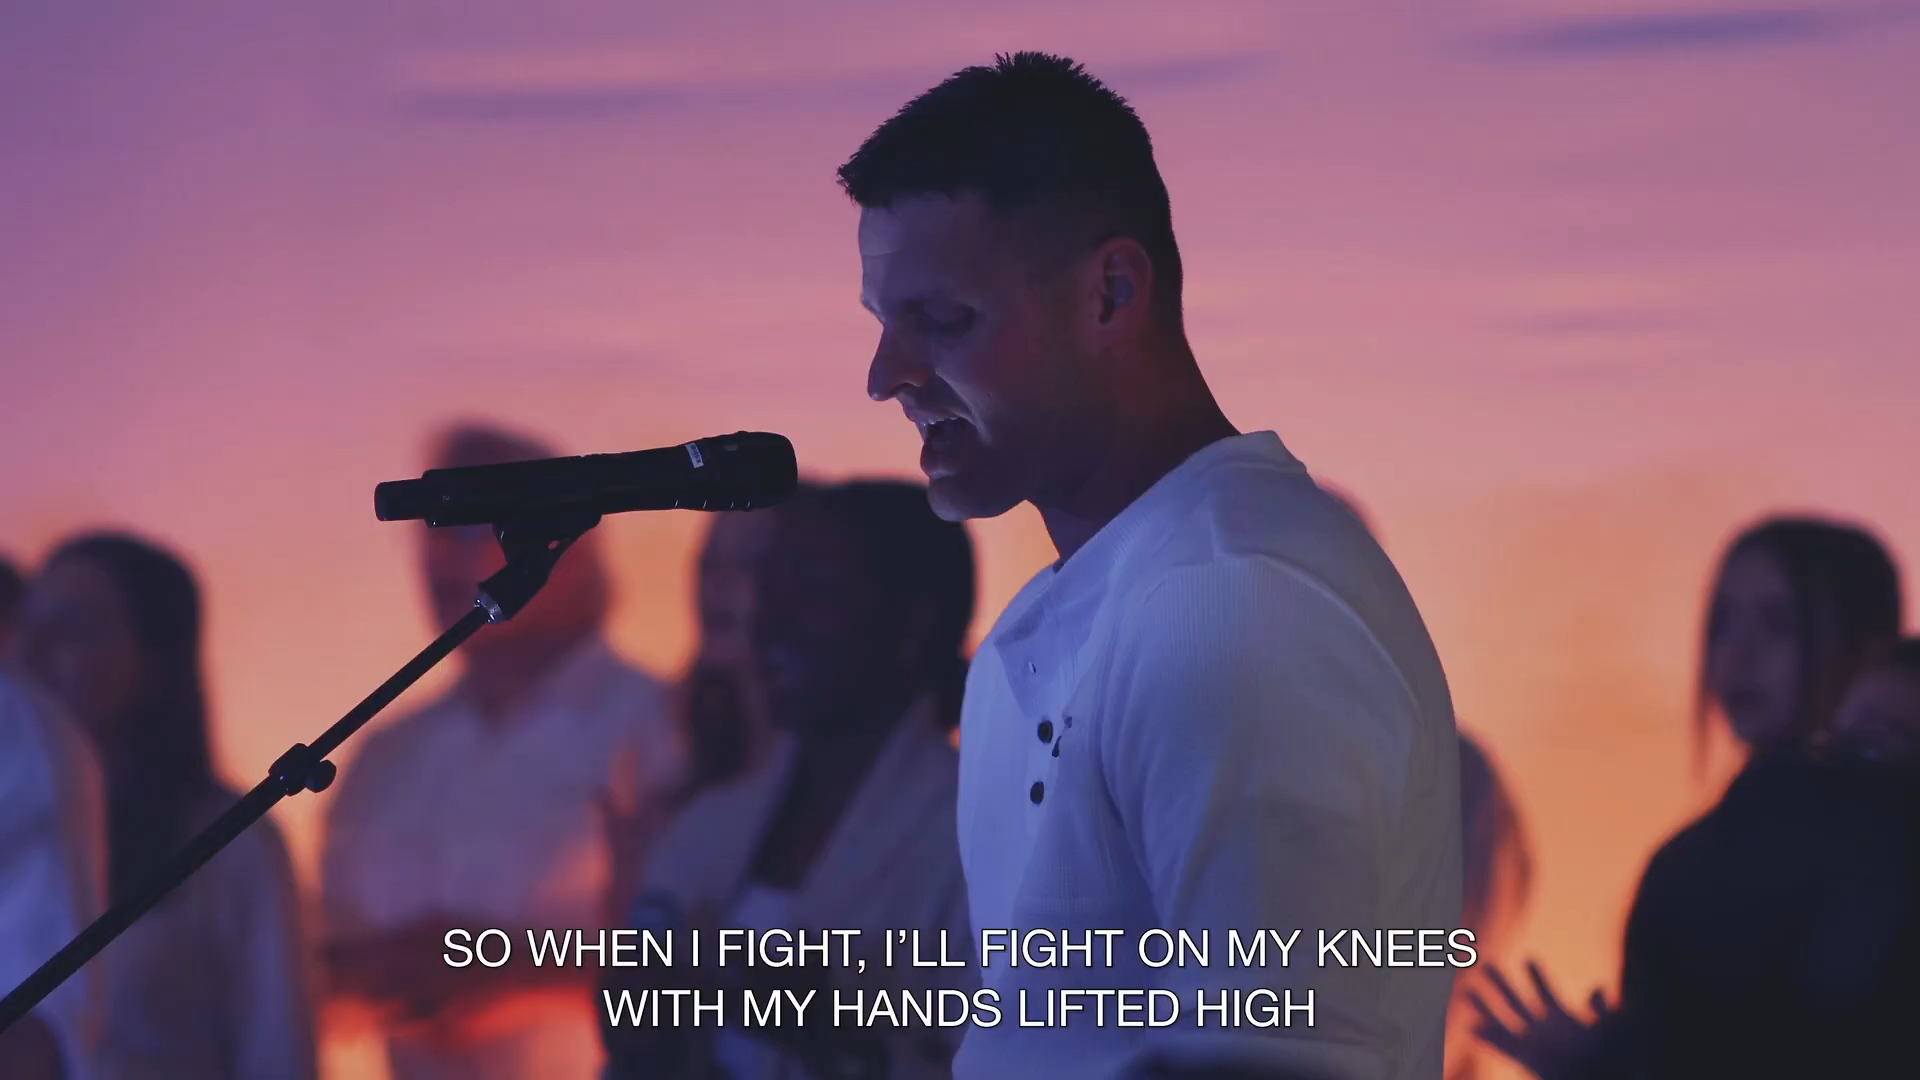 SO WHEN I FIGHT, I’LL FIGHT ON MY KNEES
WITH MY HANDS LIFTED HIGH